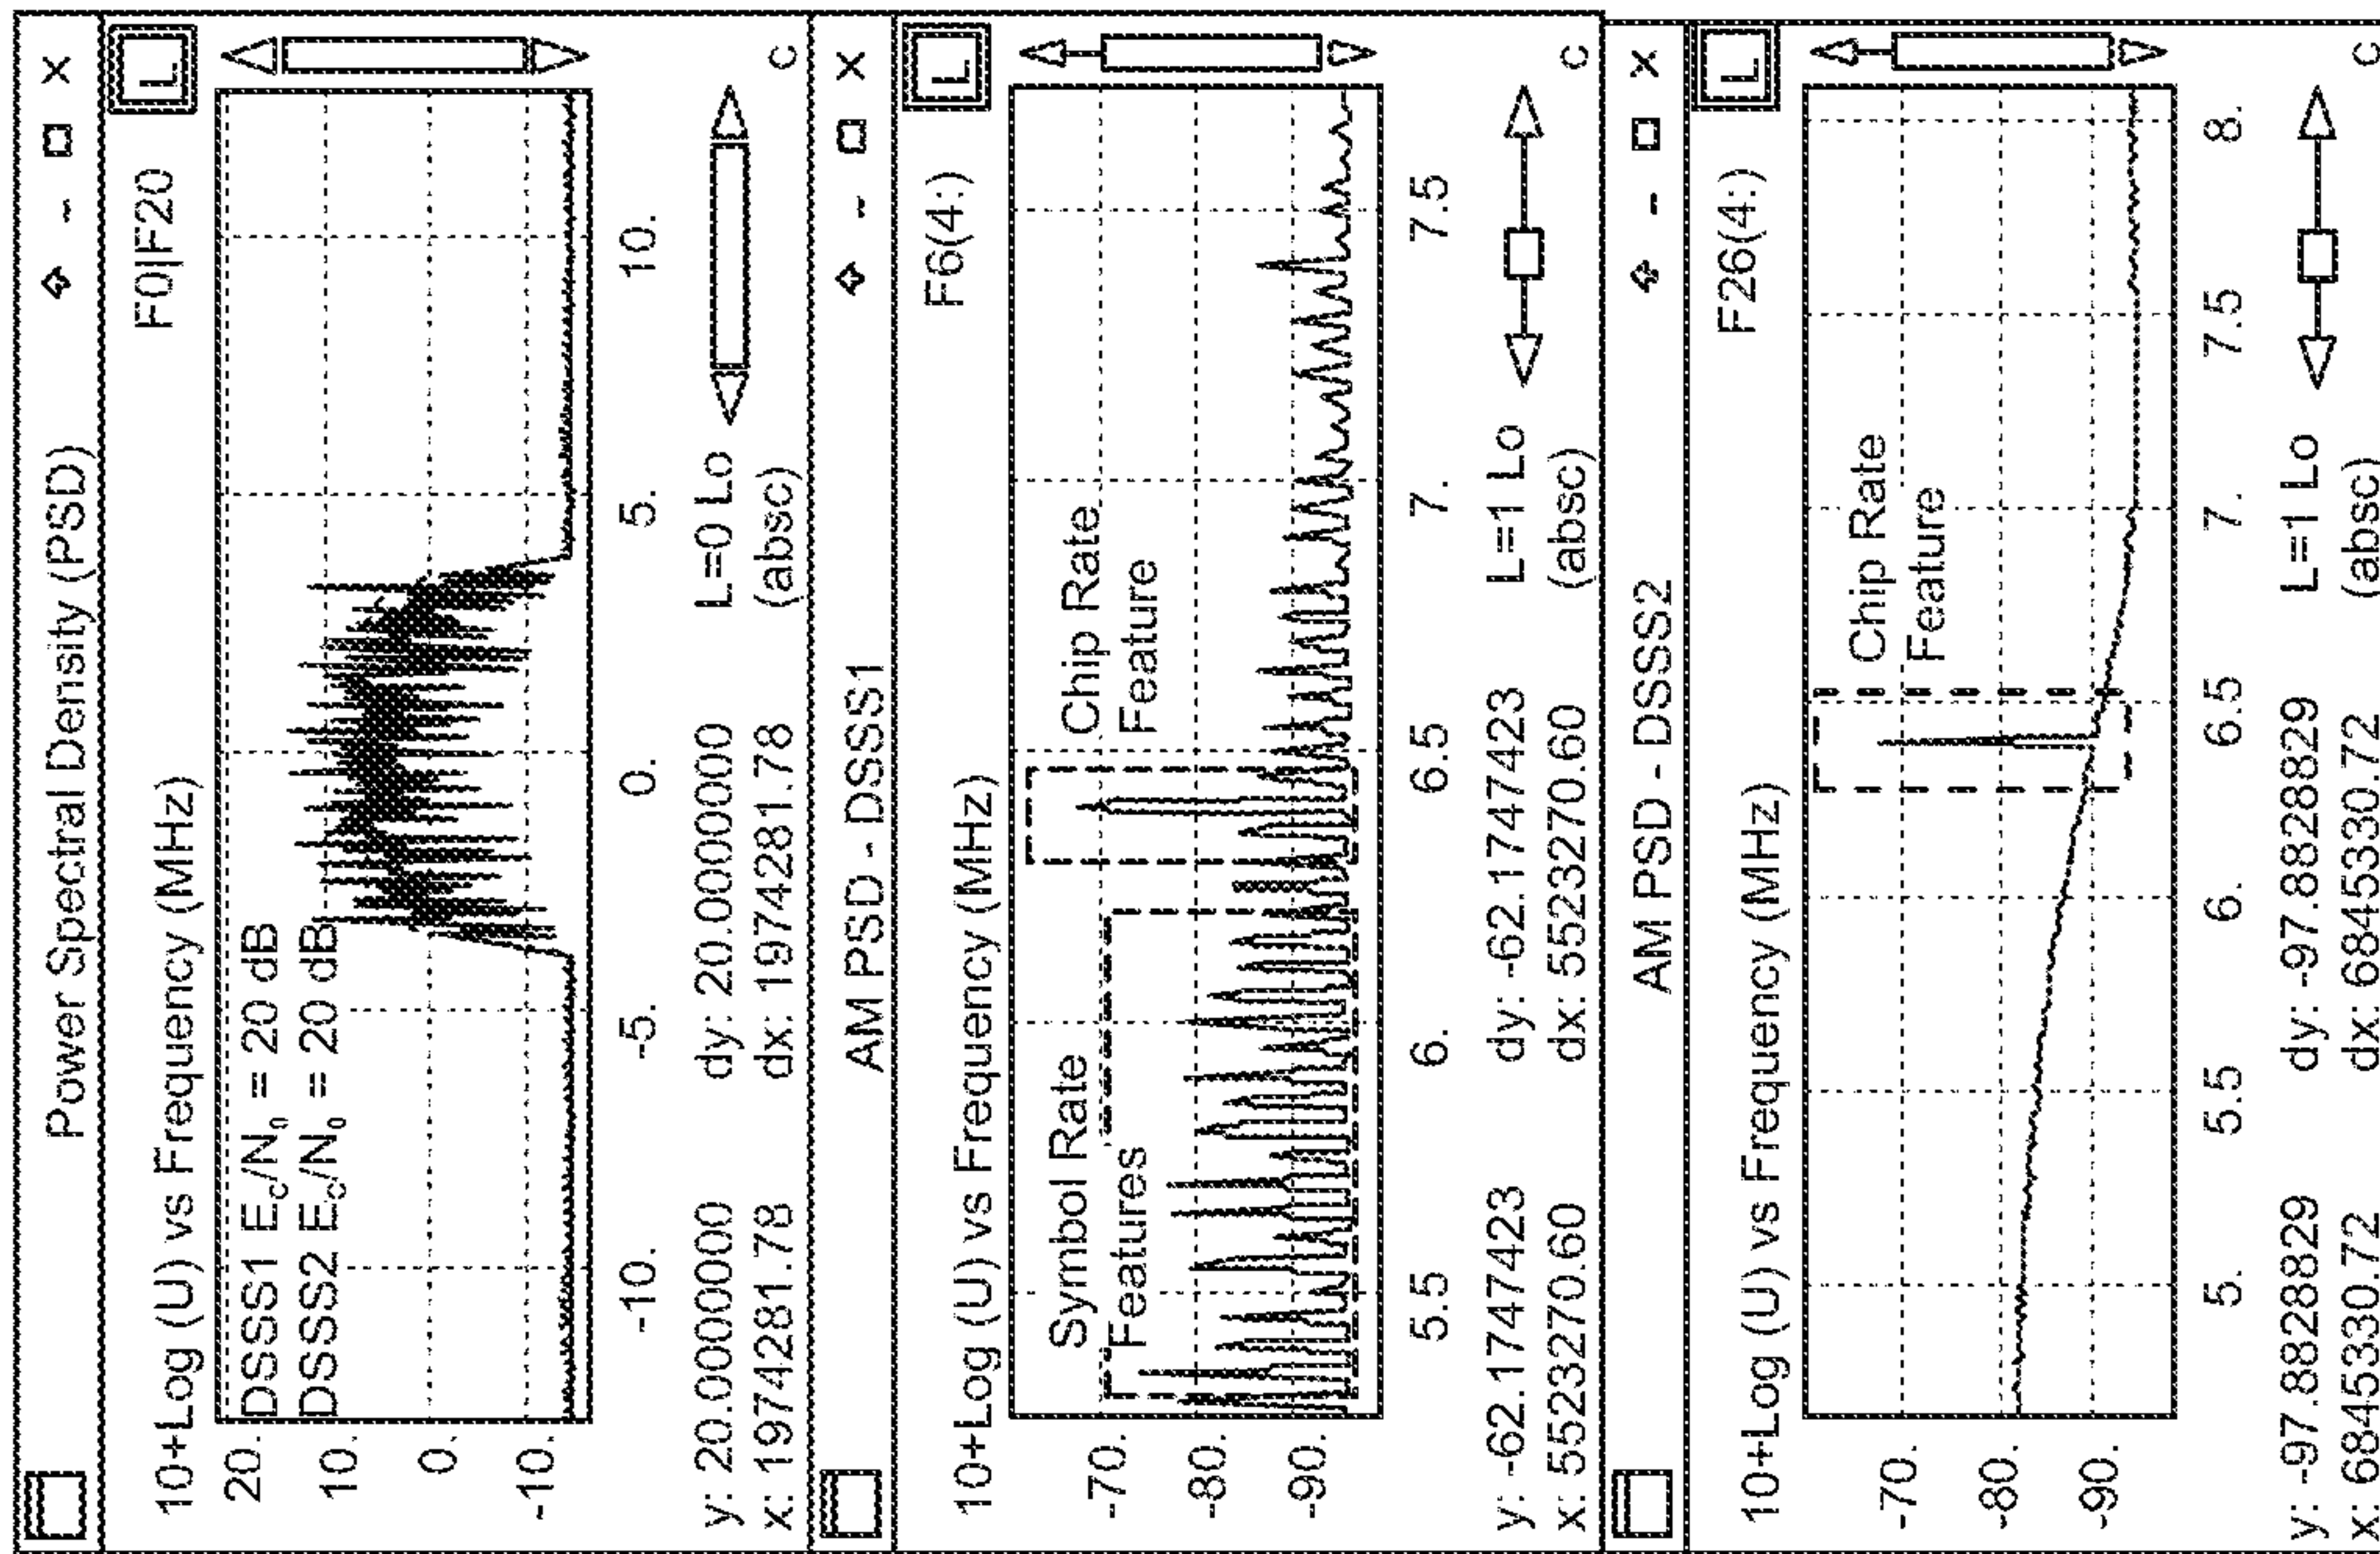 Power Spectral Density (PSD)
10+Log (U) vs Frequency (MHz)
F0|F20
L
DSSS1 Ec/N0 = 20 dB
DSSS2 Ec/N0 = 20 dB
20.
10.
0.
-10.
-10. -5. 0. 5. 10.
y: 20.0000000 dy: 20.0000000 L=0 Lo
x: 1974281.78 dx: 1974281.78 (absc) c
AM PSD - DSSS1
10+Log (U) vs Frequency (MHz)
F6(4:)
L
Symbol Rate
Features
Chip Rate
Feature
-70.
-80.
-90.
5.5 6. 6.5 7. 7.5
y: -62.1747423 dy: -62.1747423 L=1 Lo
x: 5523270.60 dx: 5523270.60 (absc) c
AM PSD - DSSS2
10+Log (U) vs Frequency (MHz)
F26(4:)
L
Chip Rate
Feature
-70.
-80.
-90.
5. 5.5 6. 6.5 7. 7.5 8.
y: -97.8828829 dy: -97.8828829 L=1 Lo
x: 6845330.72 dx: 6845330.72 (absc) c